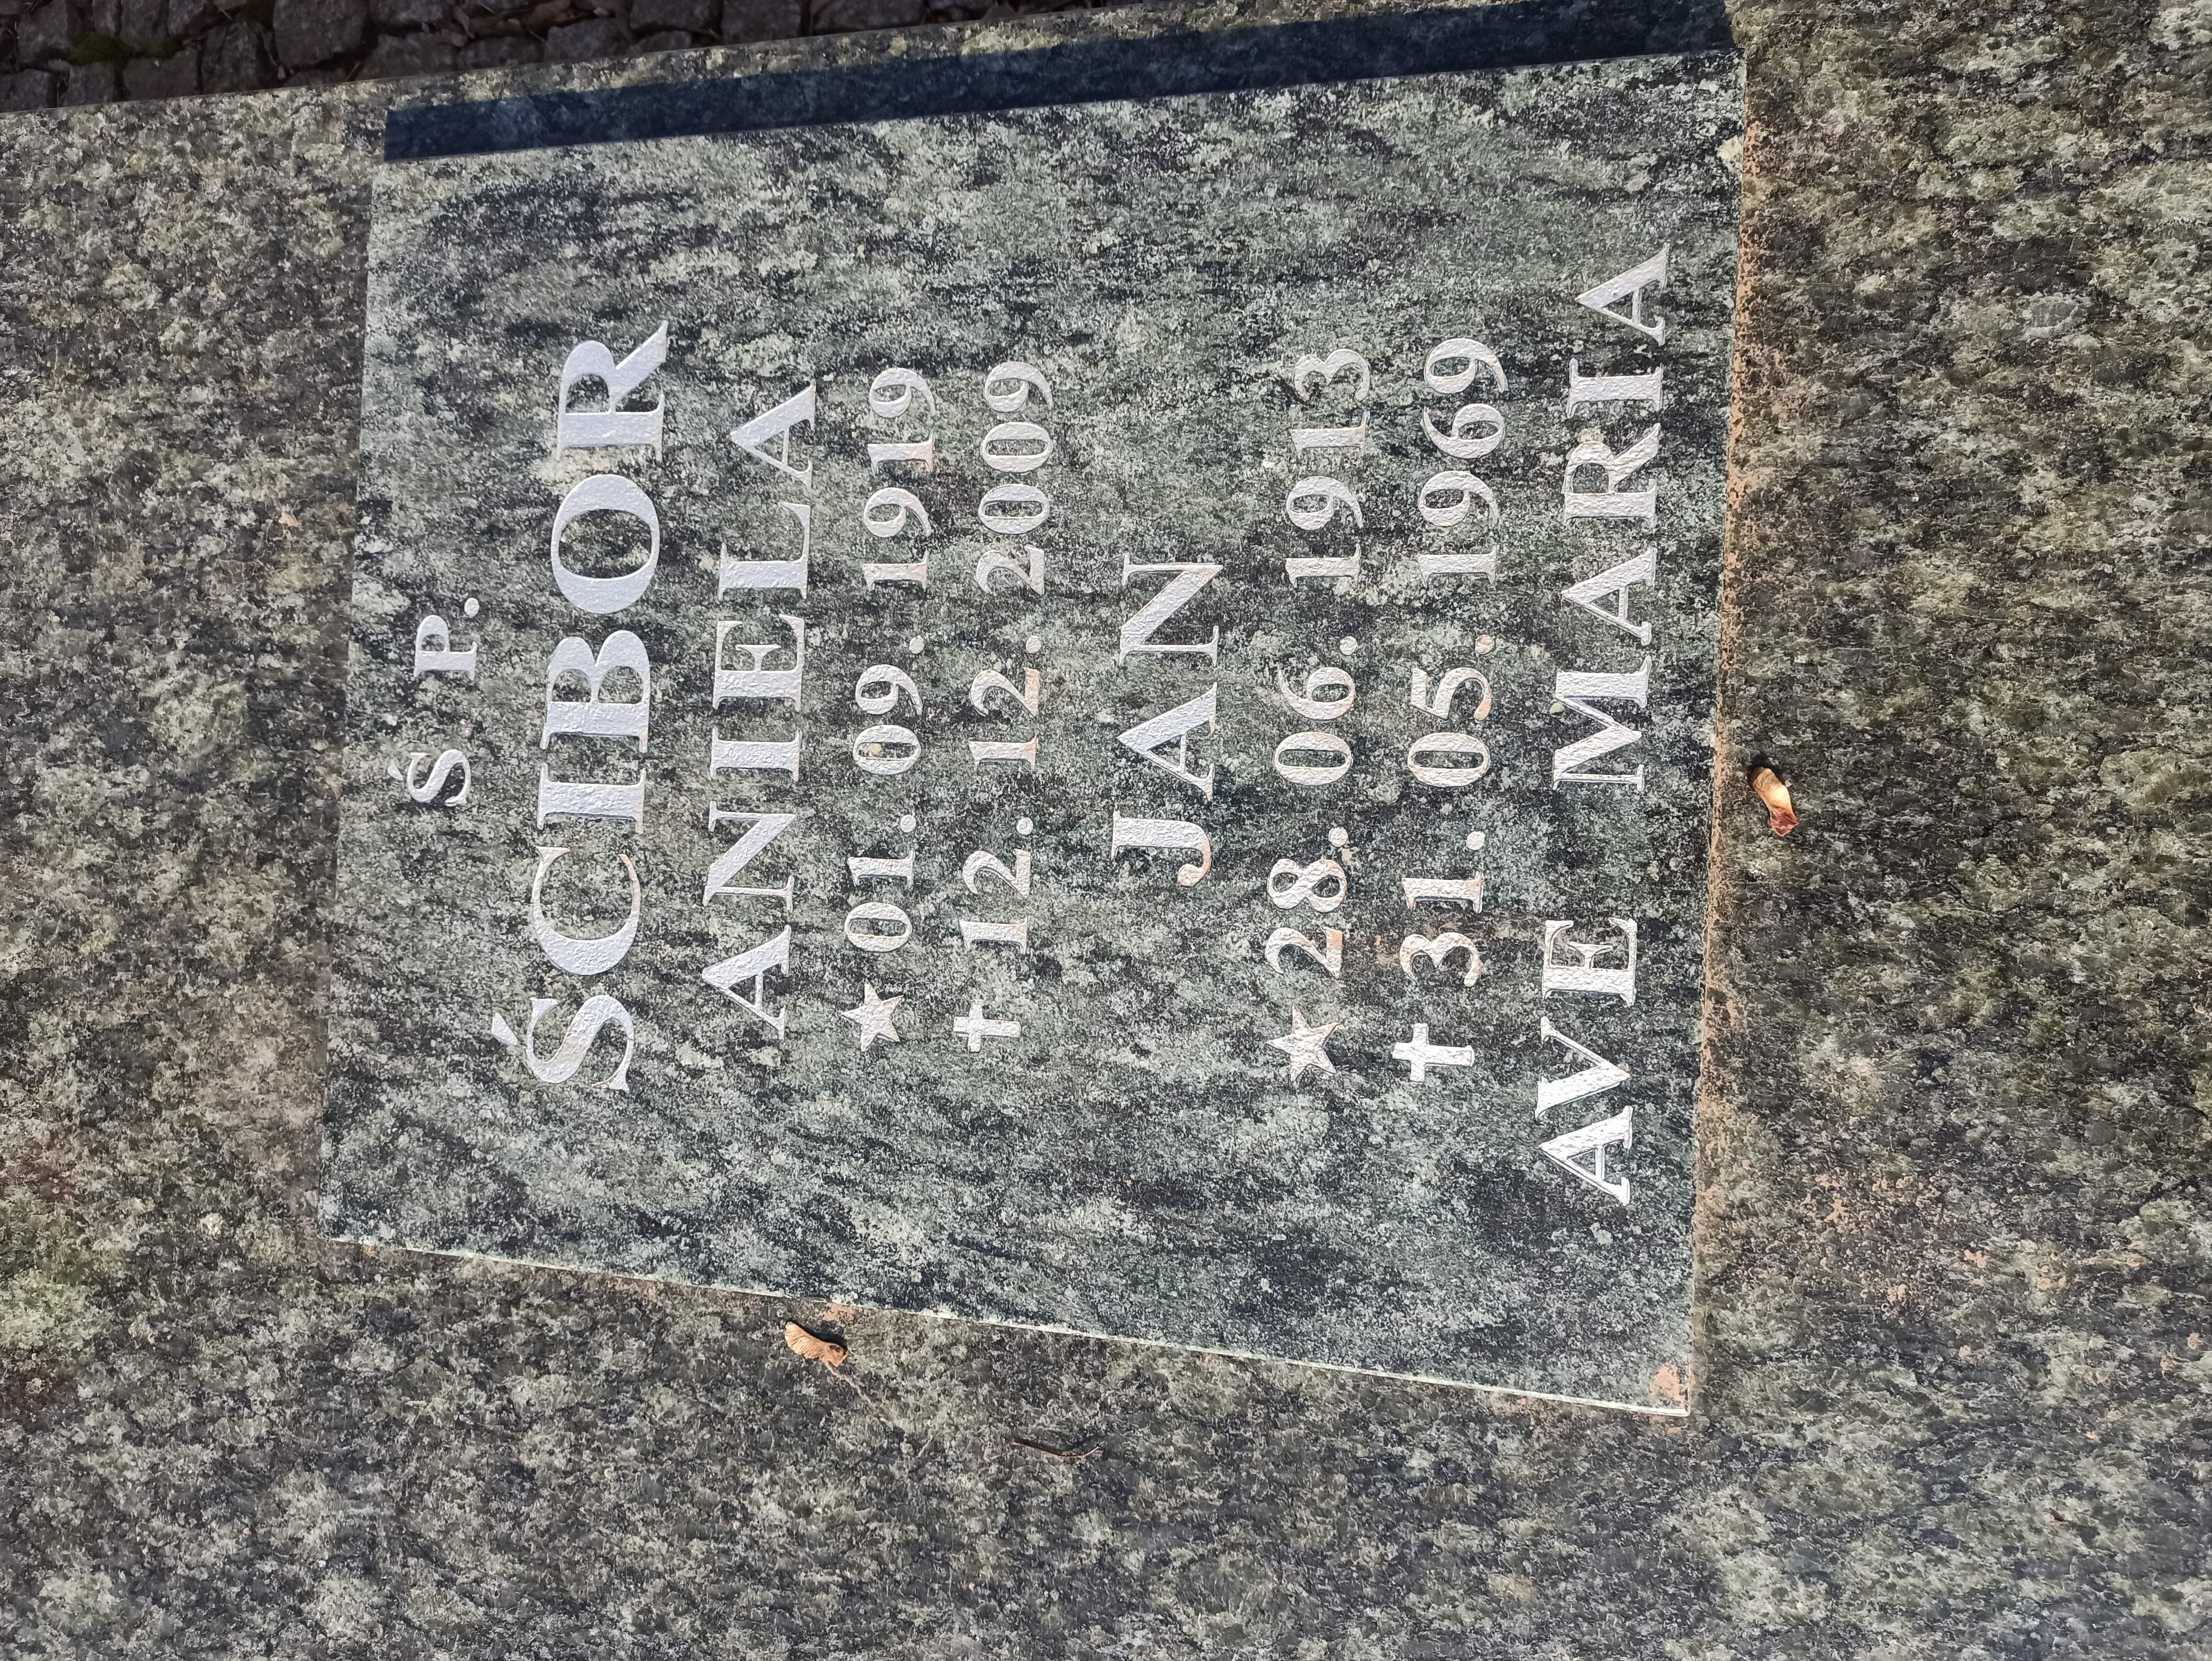 Ś P.
ŚCIBOR
ANIELA
★ 01. 09. 1919
✝ 12. 12. 2009
JAN
★ 28. 06. 1913
✝ 31. 05. 1969
AVE MARIA